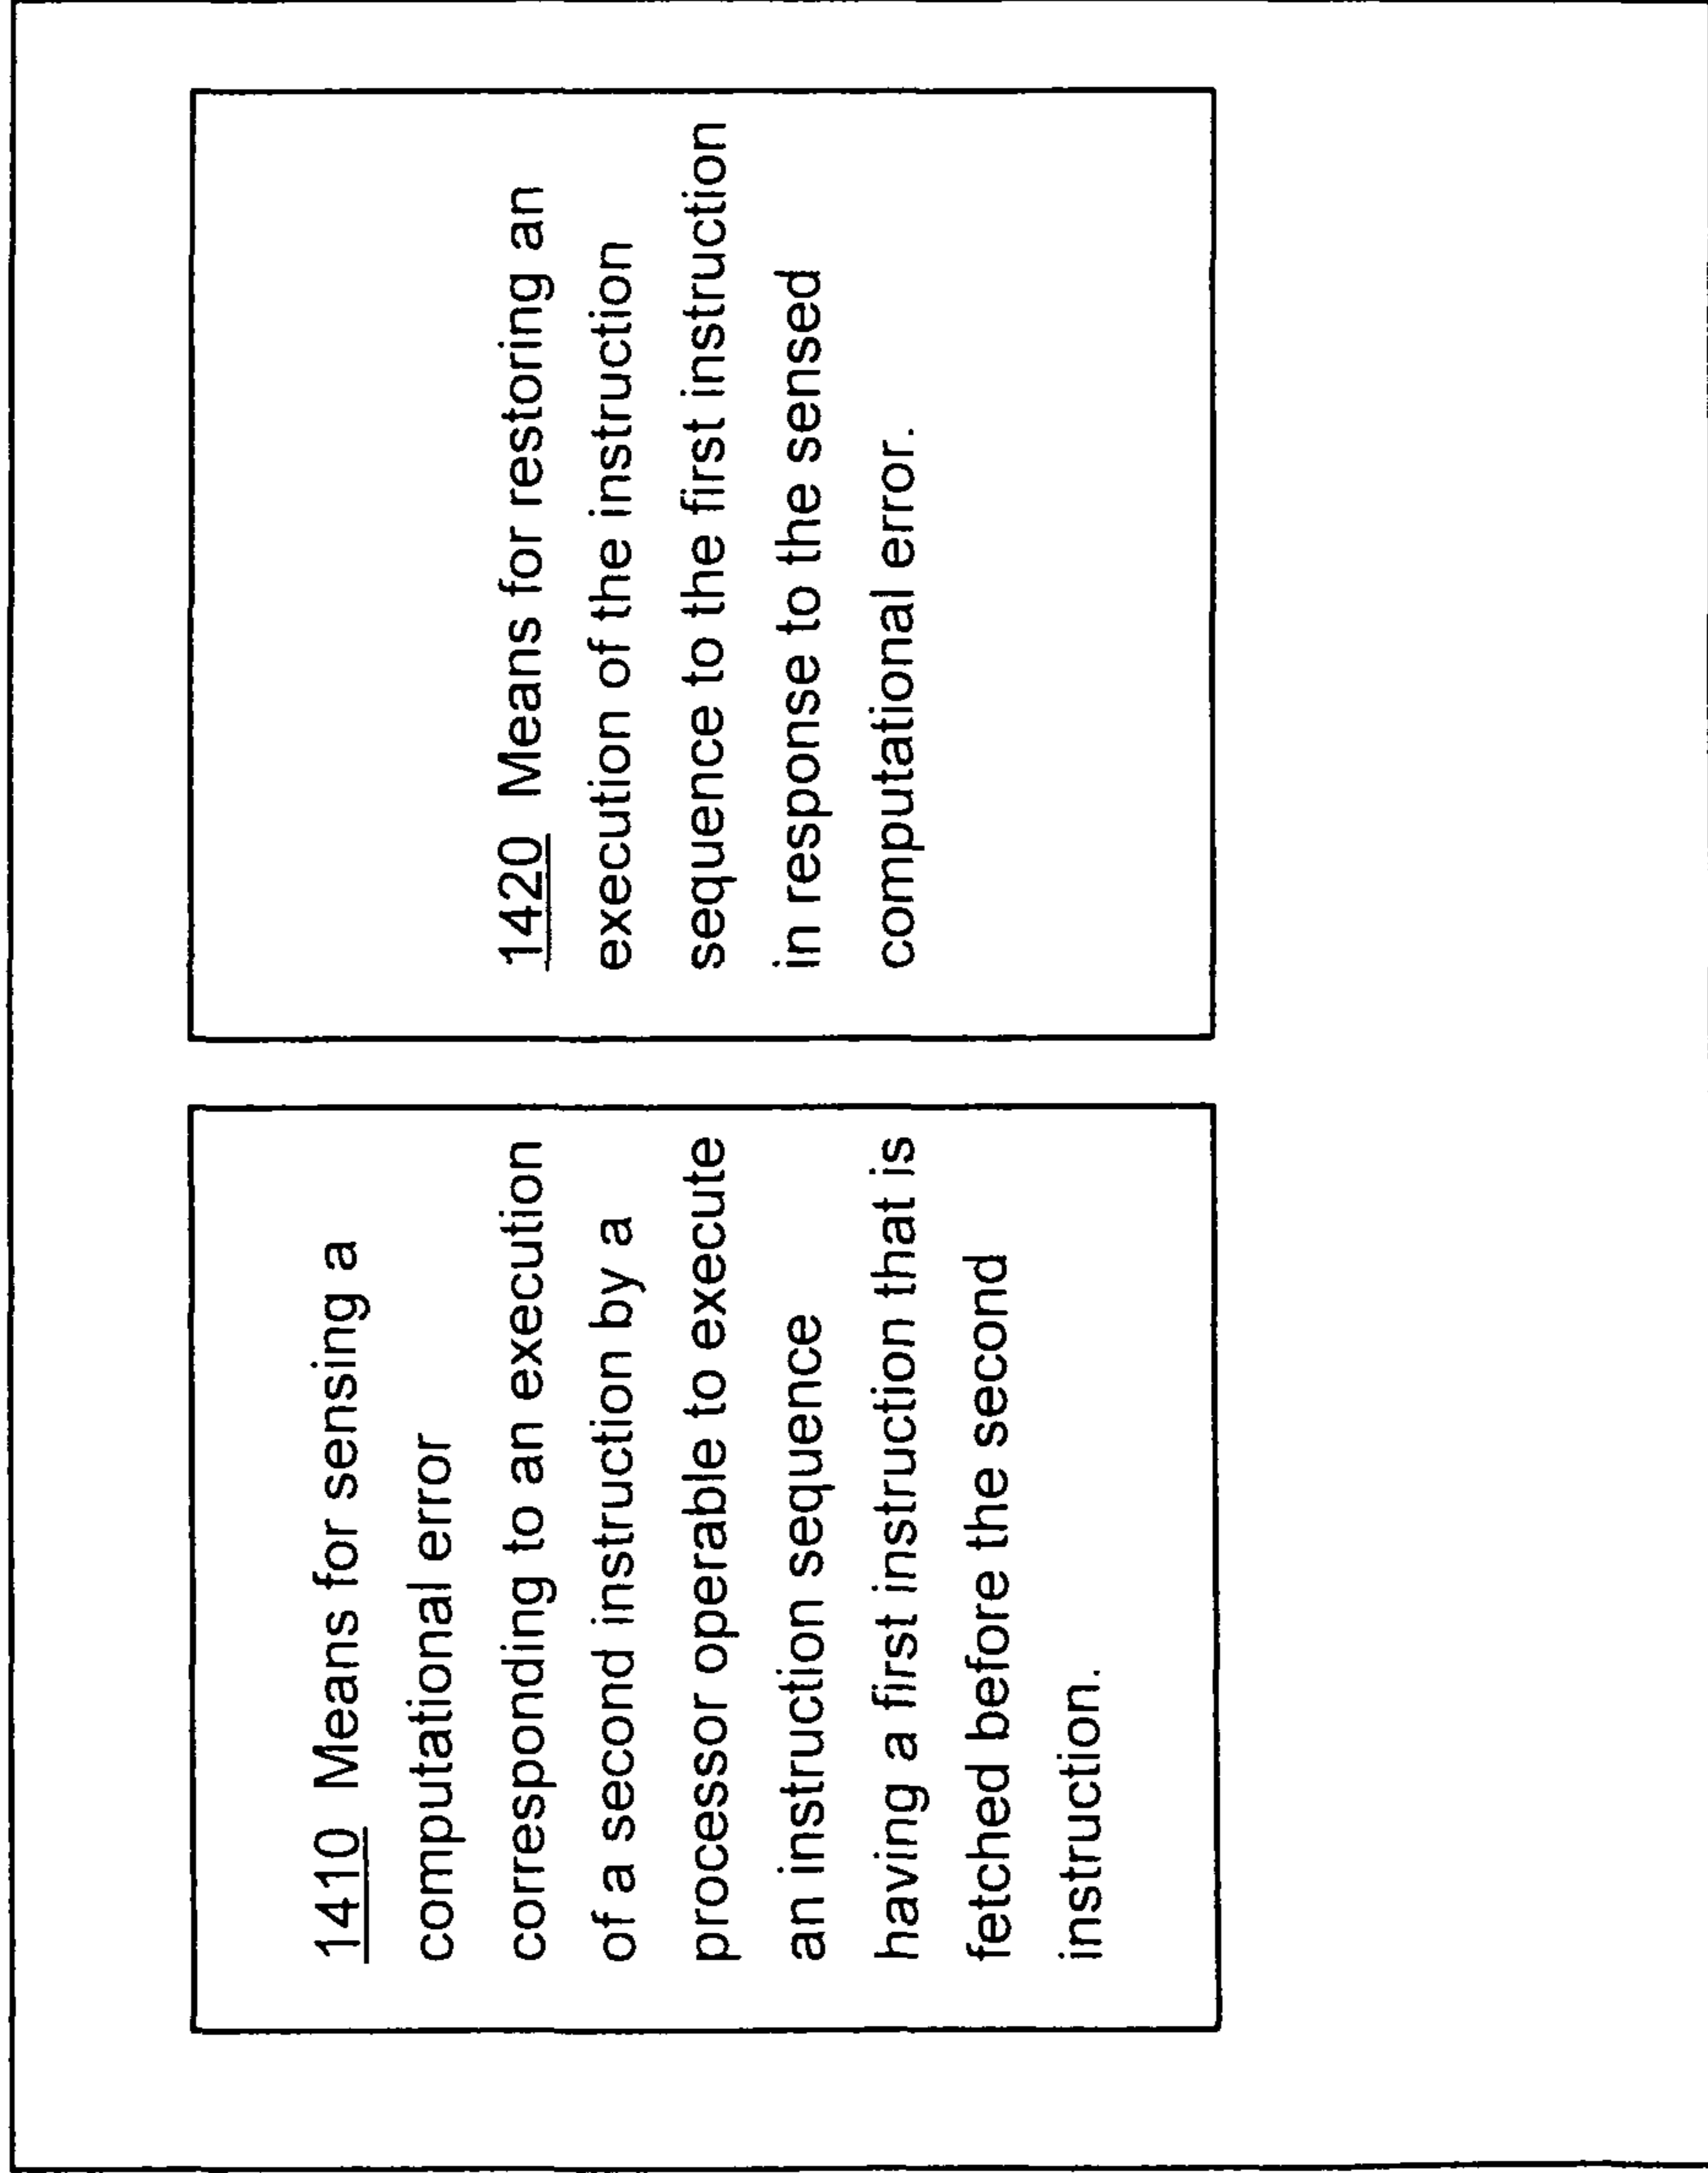 1410 Means for sensing a
computational error
corresponding to an execution
of a second instruction by a
processor operable to execute
an instruction sequence
having a first instruction that is
fetched before the second
instruction.
1420 Means for restoring an
execution of the instruction
sequence to the first instruction
in response to the sensed
computational error.